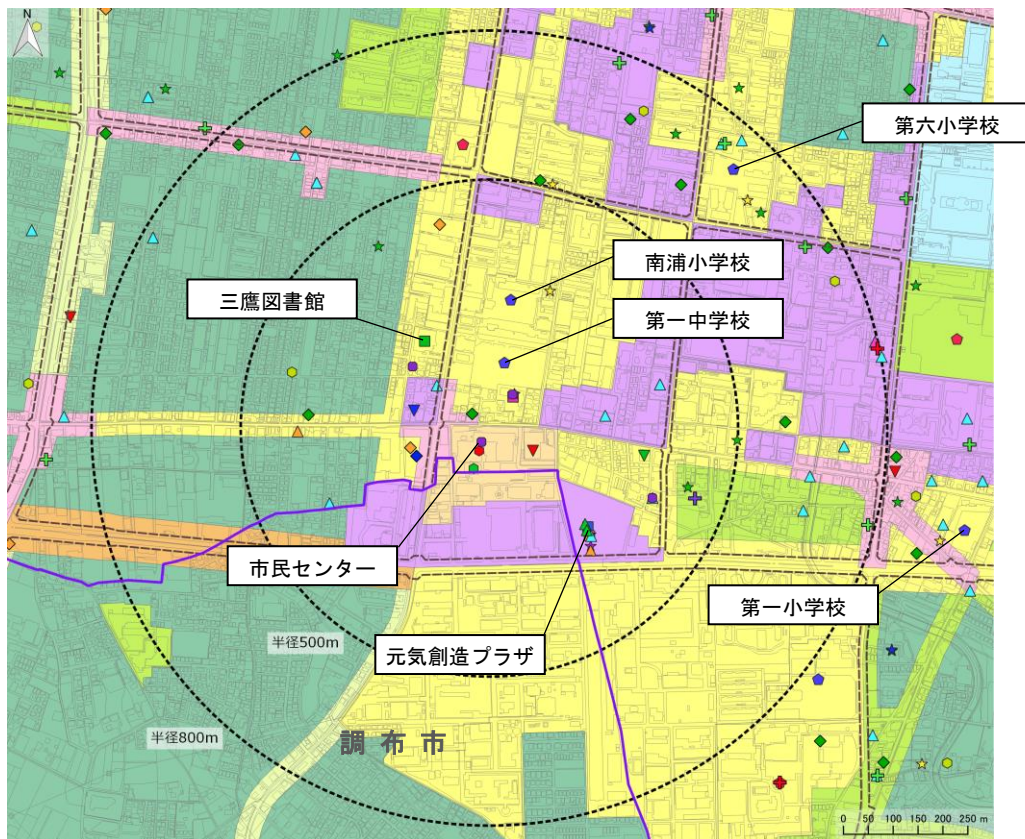 N
第六小学校
南浦小学校
三鷹図書館
第一中学校
市民センター
第一小学校
半径500m
元気創造プラザ
半径800m
調布市
0 50 100 150 200 250 m